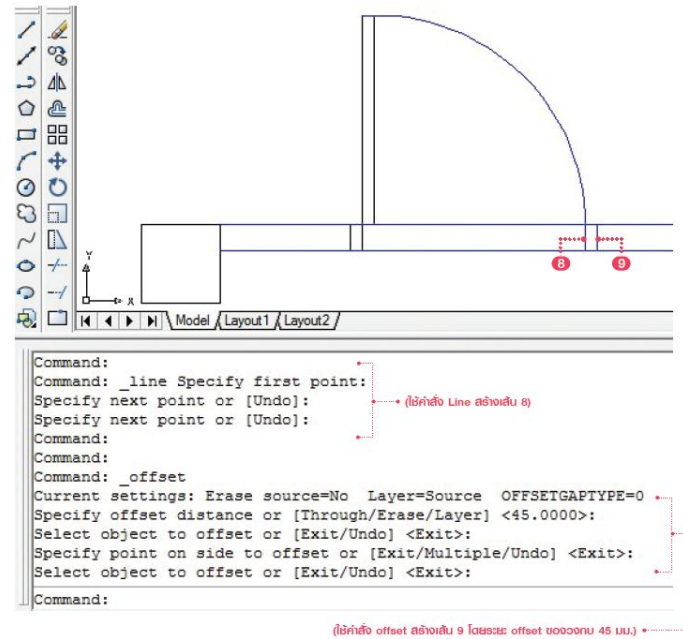 8
9
Y
X
Model
Layout1
Layout2
Command:
Command: _line Specify first point:
Specify next point or [Undo]:
Specify next point or [Undo]:
(ใช้คำสั่ง Line สร้างเส้น 8)
Command:
Command:
Command: _offset
Current settings: Erase source=No Layer=Source OFFSETGAPTYPE=0
Specify offset distance or [Through/Erase/Layer] <45.0000>:
Select object to offset or [Exit/Undo] <Exit>:
Specify point on side to offset or [Exit/Multiple/Undo] <Exit>:
Select object to offset or [Exit/Undo] <Exit>:
Command:
(ใช้คำสั่ง offset สร้างเส้น 9 โดยระยะ offset ของวงกบ 45 มม.)